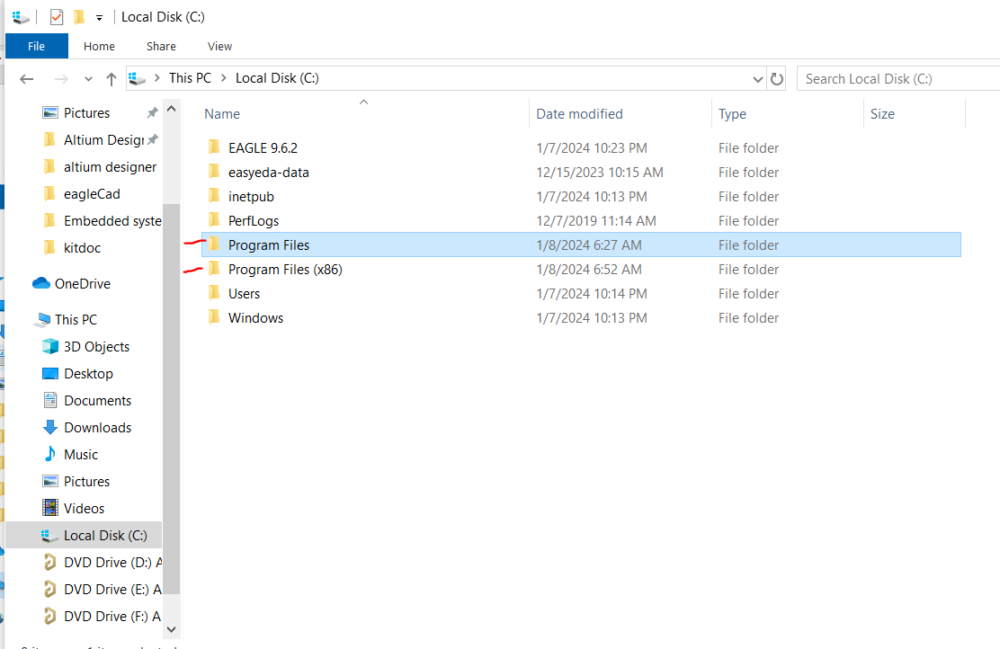 Local Disk (C:)
File Home Share View
This PC Local Disk (C:) Search Local Disk (C:)
Name Date modified Type Size
Pictures
Altium Desigr
altium designer
eagleCad
Embedded syste
kitdoc
OneDrive
This PC
3D Objects
Desktop
Documents
Downloads
Music
Pictures
Videos
Local Disk (C:)
DVD Drive (D:) A
DVD Drive (E:) A
DVD Drive (F:) A
EAGLE 9.6.2 1/7/2024 10:23 PM File folder
easyeda-data 12/15/2023 10:15 AM File folder
inetpub 1/7/2024 10:13 PM File folder
PerfLogs 12/7/2019 11:14 AM File folder
Program Files 1/8/2024 6:27 AM File folder
Program Files (x86) 1/8/2024 6:52 AM File folder
Users 1/7/2024 10:14 PM File folder
Windows 1/7/2024 10:13 PM File folder